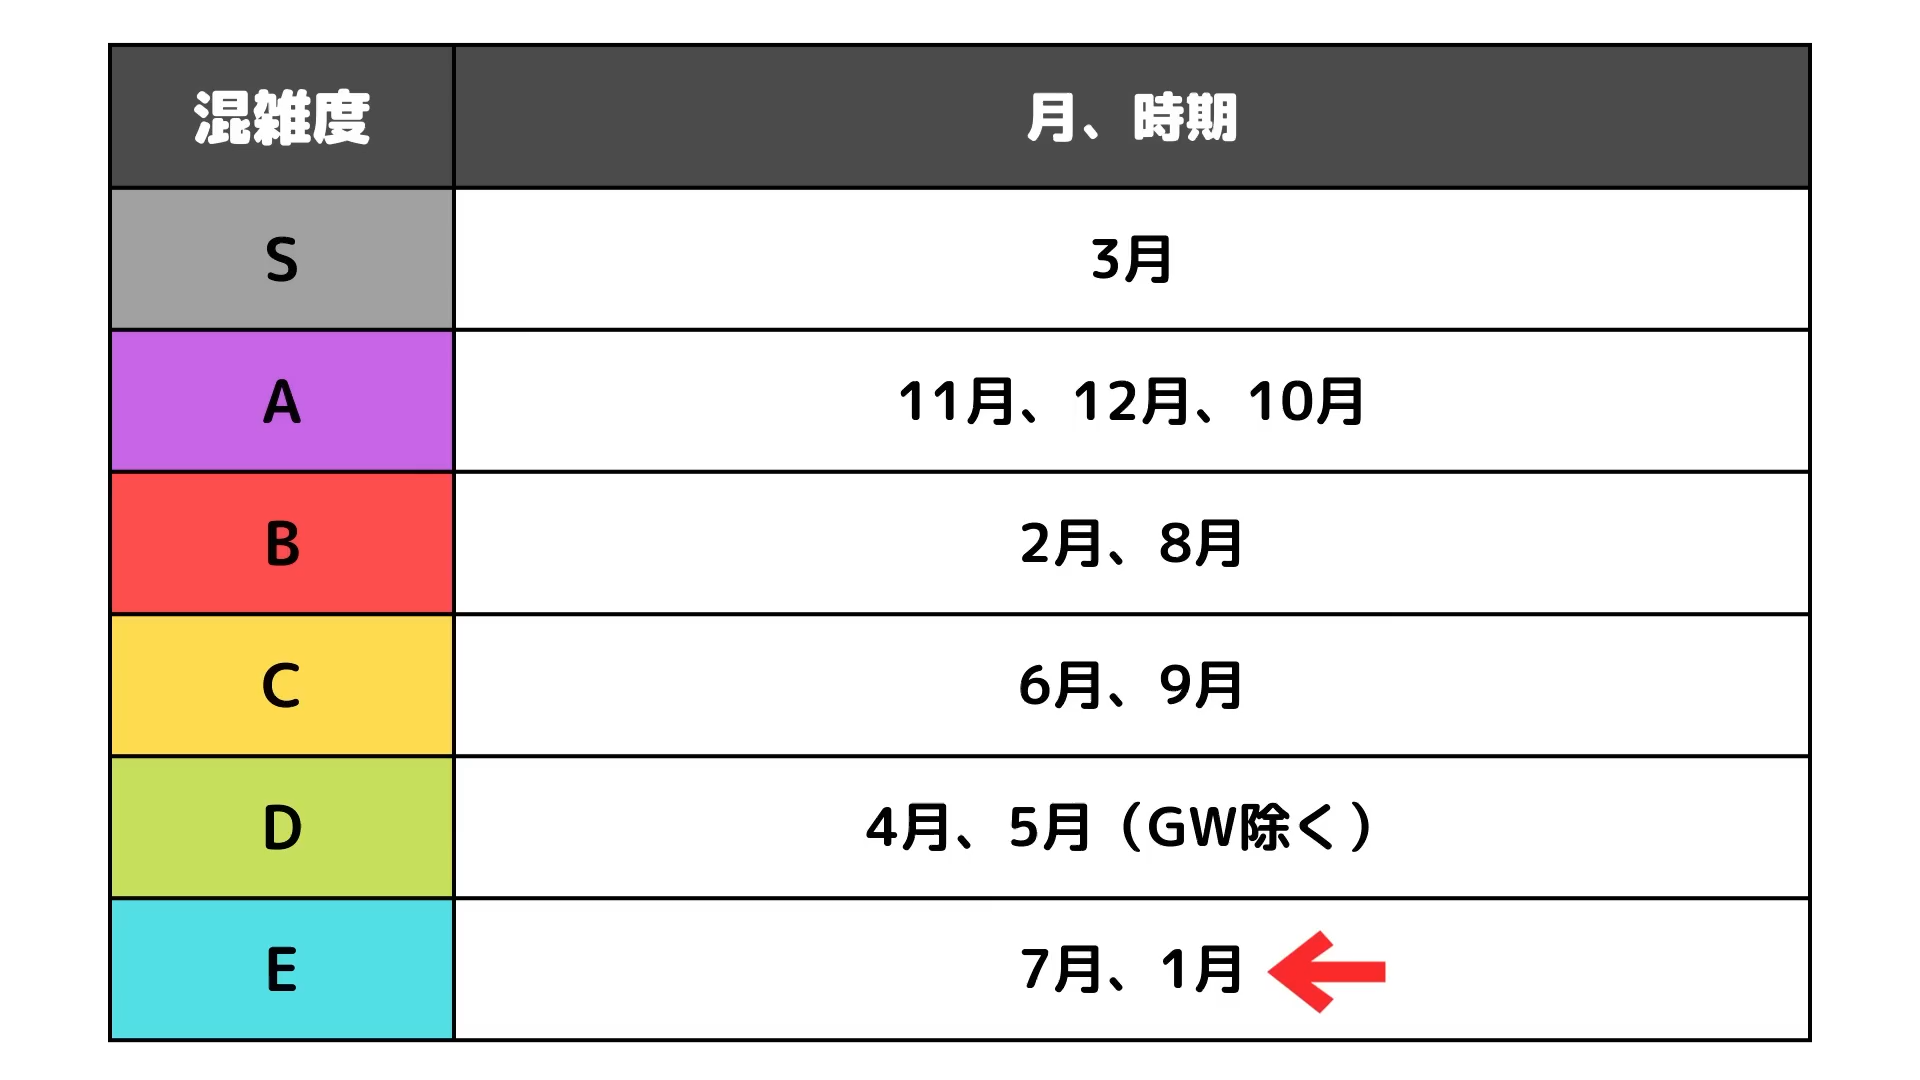 混雑度 月、時期
S 3月
A 11月、12月、10月
B 2月、8月
C 6月、9月
D 4月、5月（GW除く）
E 7月、1月